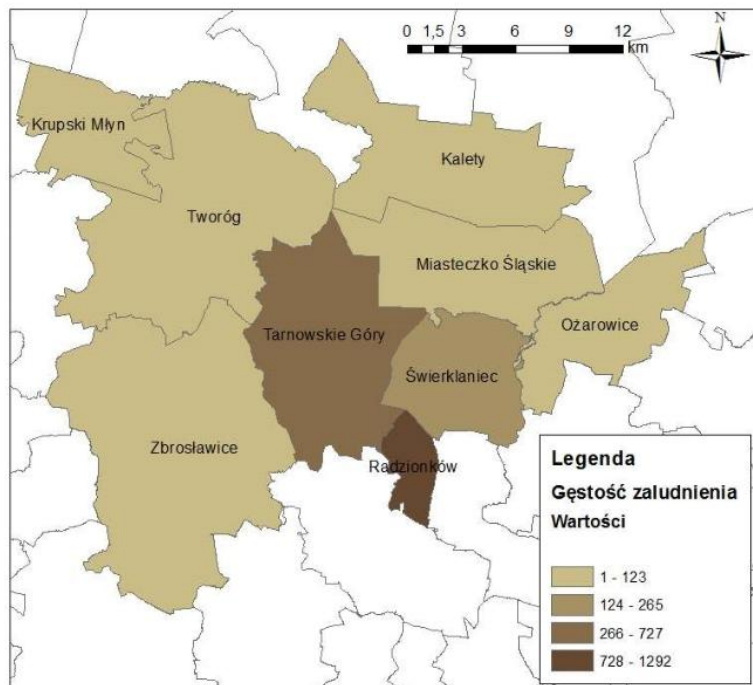 N
0 1,5 3 6 9 12
km
Krupski Młyn
Kalety
Tworóg
Miasteczko Śląskie
Ożarowice
Tarnowskie Góry
Świerklaniec
Zbrosławice
Radzionków
Legenda
Gęstość zaludnienia
Wartości
1 - 123
124 - 265
266 - 727
728 - 1292